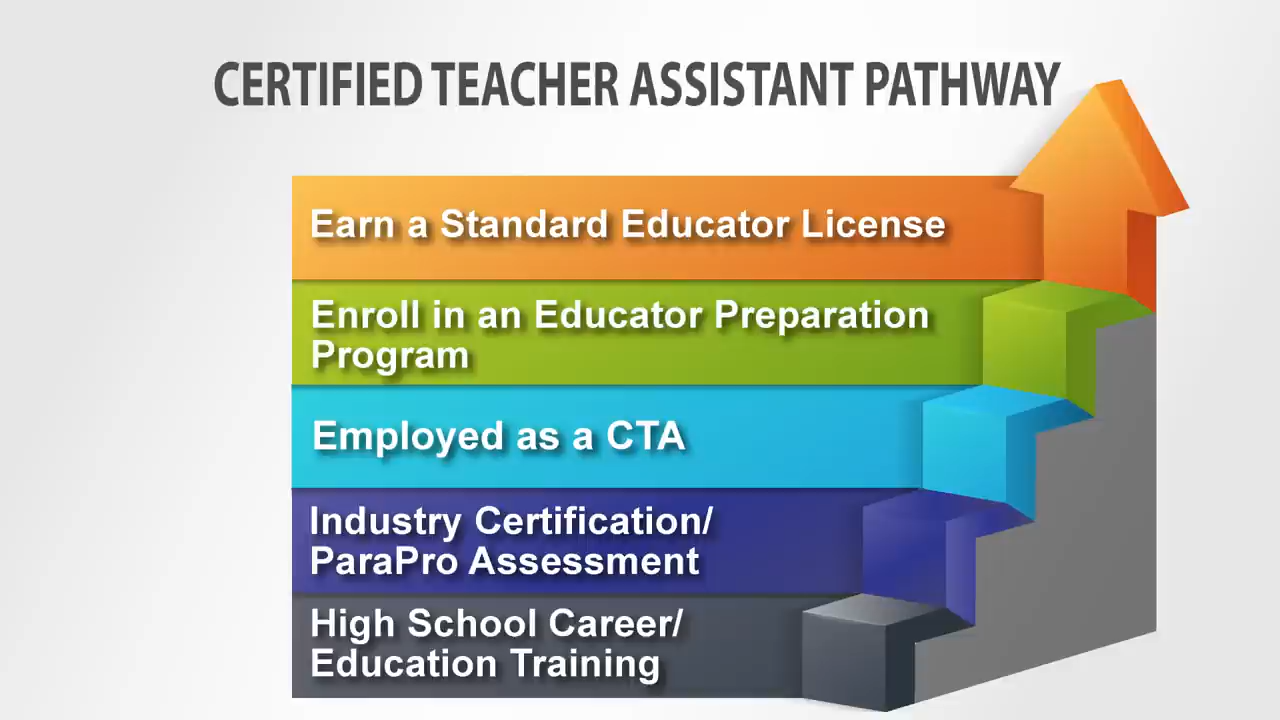 CERTIFIED TEACHER ASSISTANT PATHWAY
Earn a Standard Educator License
Enroll in an Educator Preparation
Program
Employed as a CTA
Industry Certification/
ParaPro Assessment
High School Career/
Education Training